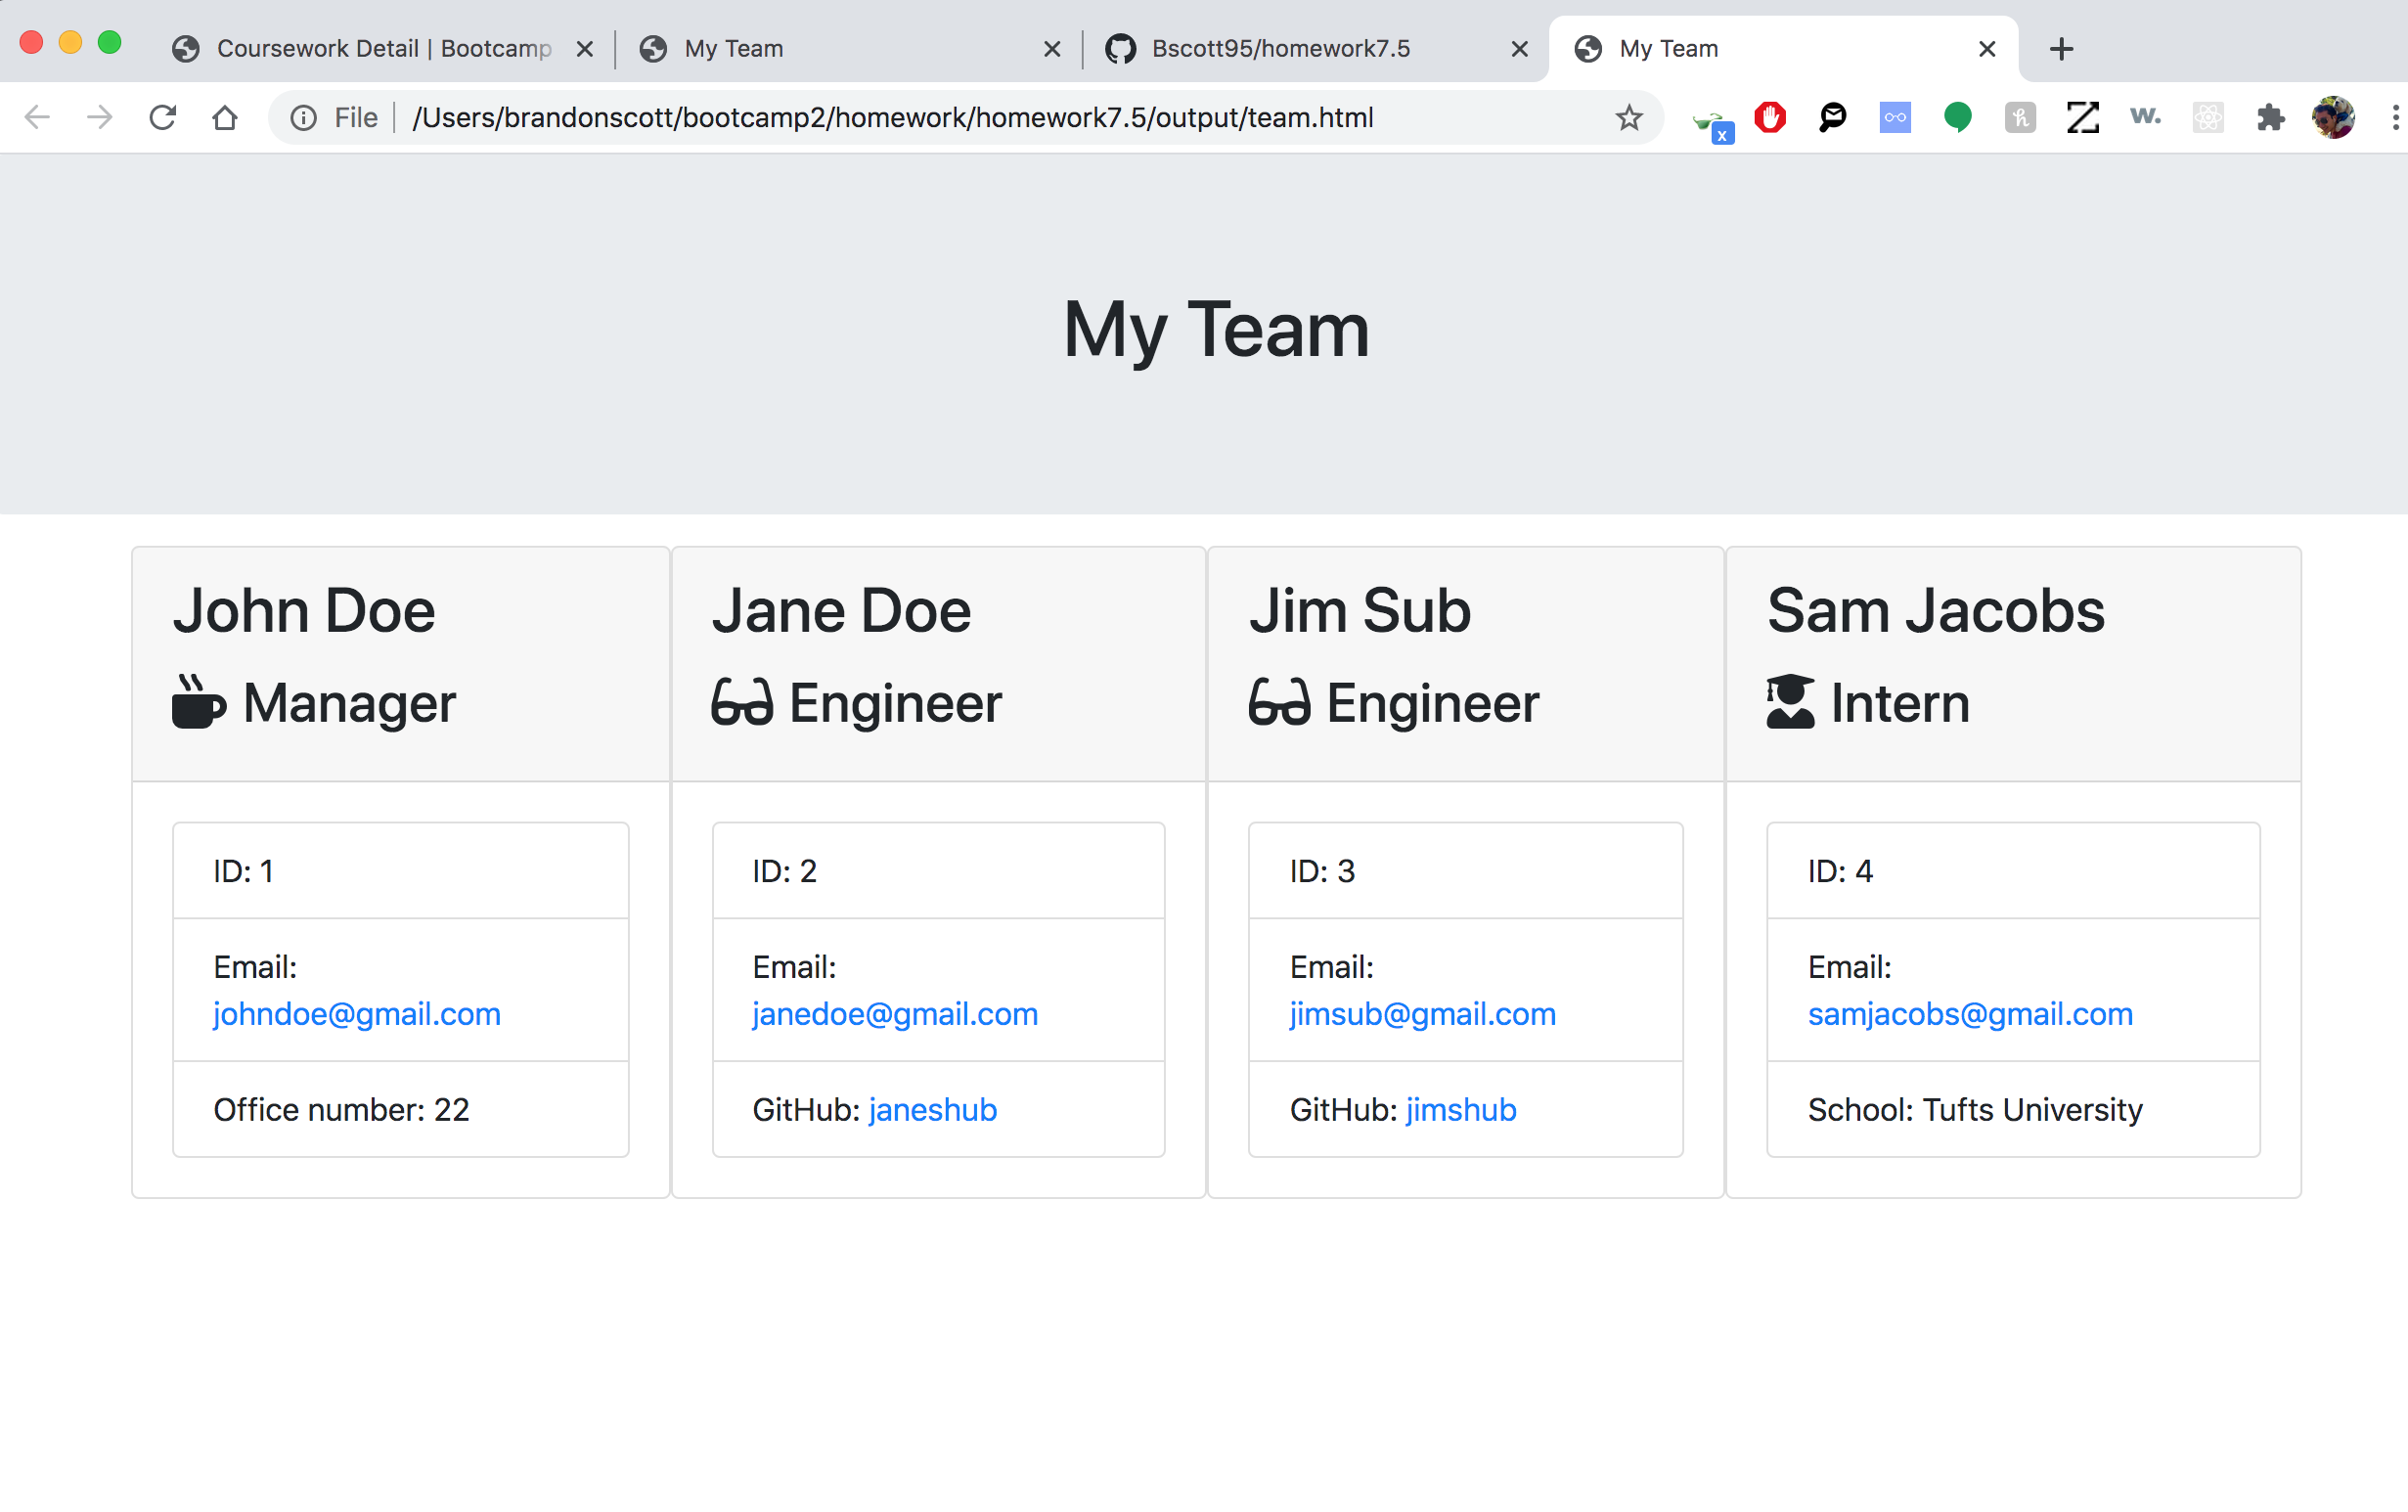 Coursework Detail | Bootcamp
My Team
Bscott95/homework7.5
My Team
File
/Users/brandonscott/bootcamp2/homework/homework7.5/output/team.html
x
w.
My Team
John Doe
Manager
ID: 1
Email:
johndoe@gmail.com
Office number: 22
Jane Doe
Engineer
ID: 2
Email:
janedoe@gmail.com
GitHub: janeshub
Jim Sub
Engineer
ID: 3
Email:
jimsub@gmail.com
GitHub: jimshub
Sam Jacobs
Intern
ID: 4
Email:
samjacobs@gmail.com
School: Tufts University